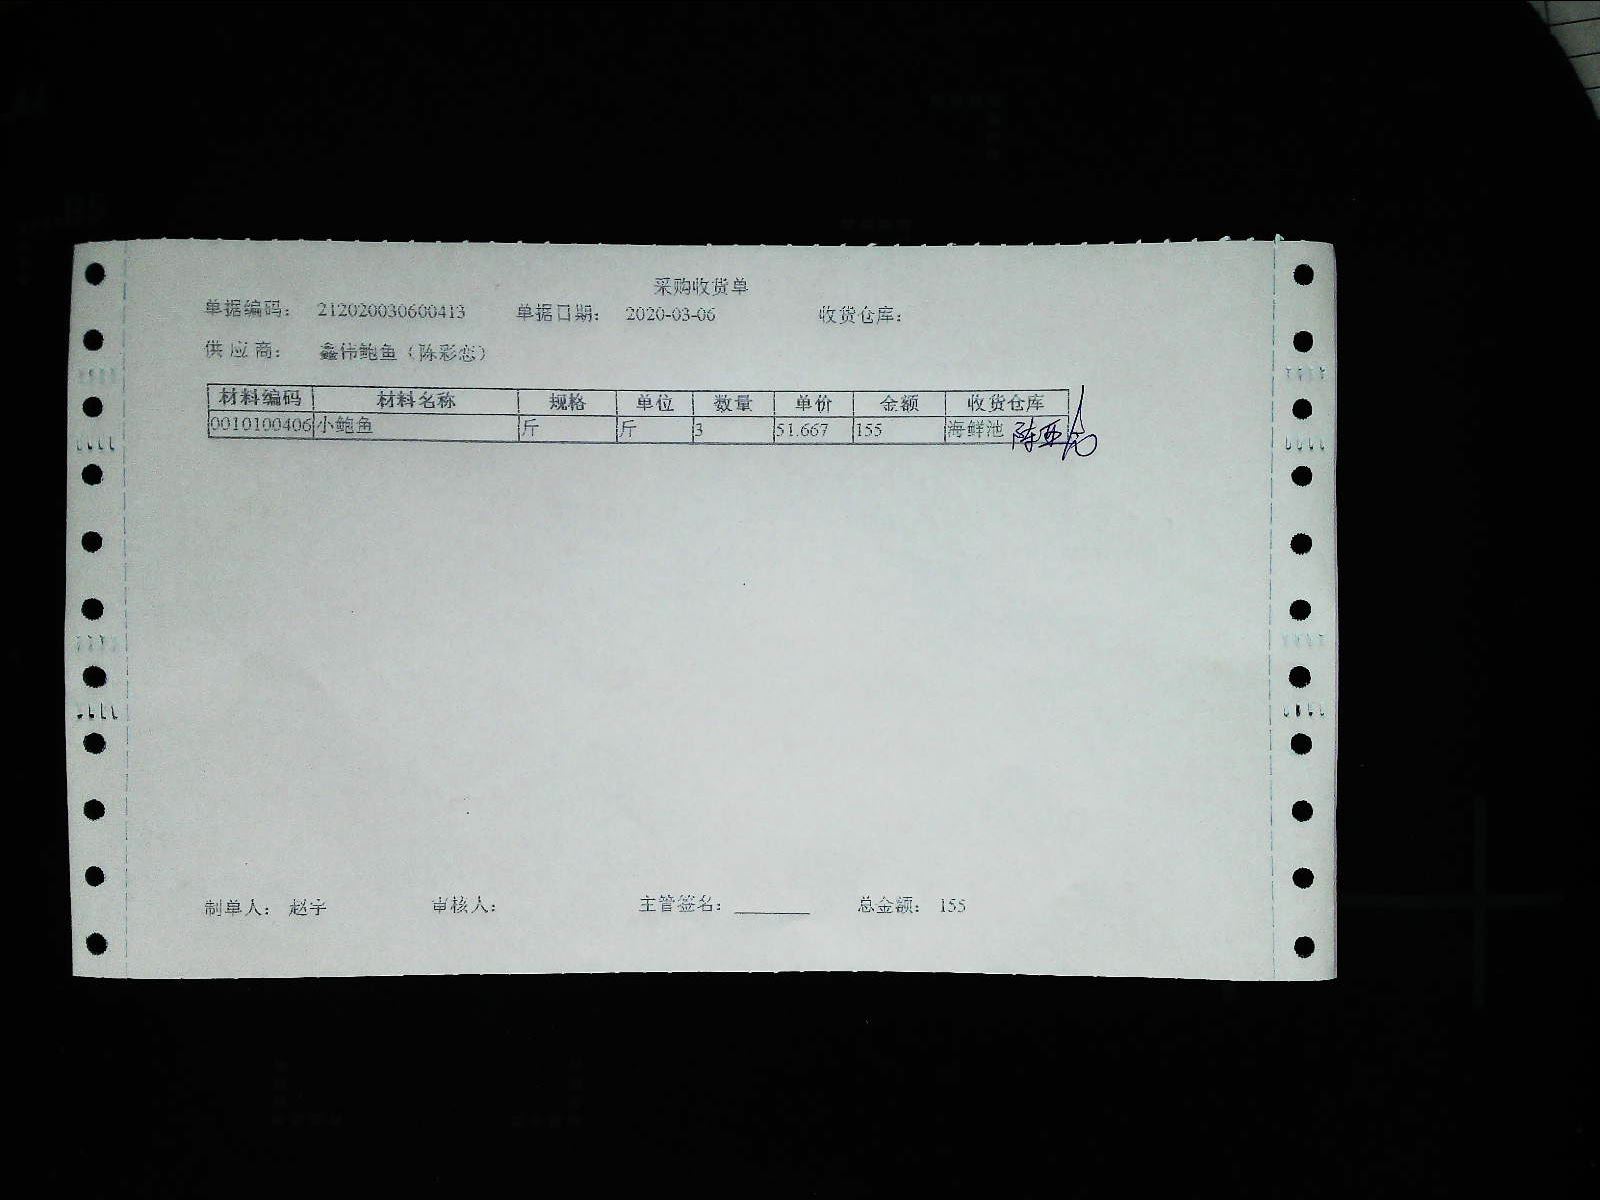 采购收货单
单据编码： 212020030600413 单据日期： 2020-03-06 收货仓库：
供 应 商： 鑫伟鲍鱼（陈彩恋）
材料编码 材料名称 规格 单位 数量 单价 金额 收货仓库
0010100406 小鲍鱼 斤 斤 3 51.667 155 海鲜池
制单人： 赵宇 审核人： 主管签名： 总金额： 155